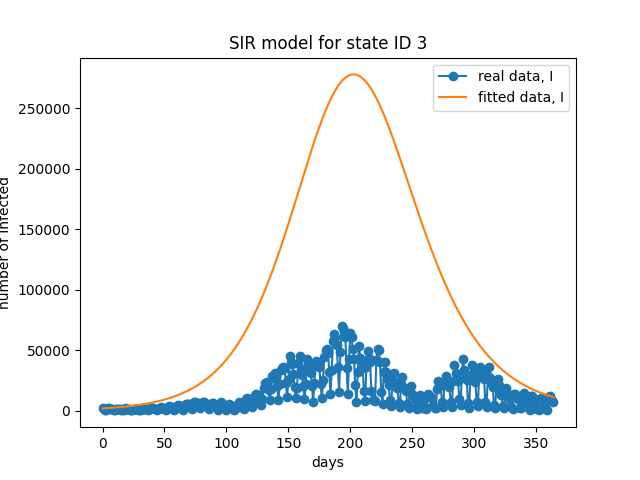 SIR model for state ID 3
real data, I
fitted data, I
250000
200000
150000
100000
50000
0
number of infected
0 50 100 150 200 250 300 350
days